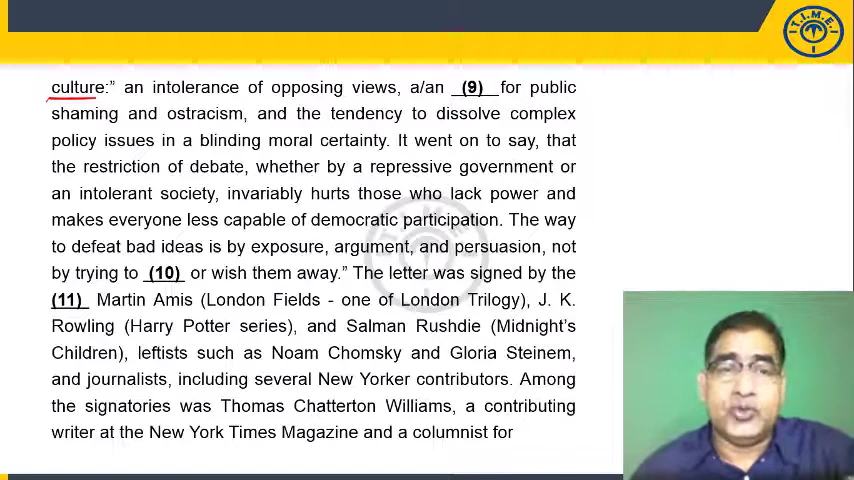 T.I.M.E.
culture:” an intolerance of opposing views, a/an (9) for public
shaming and ostracism, and the tendency to dissolve complex
policy issues in a blinding moral certainty. It went on to say, that
the restriction of debate, whether by a repressive government or
an intolerant society, invariably hurts those who lack power and
makes everyone less capable of democratic participation. The way
to defeat bad ideas is by exposure, argument, and persuasion, not
by trying to (10) or wish them away.” The letter was signed by the
(11) Martin Amis (London Fields - one of London Trilogy), J. K.
Rowling (Harry Potter series), and Salman Rushdie (Midnight’s
Children), leftists such as Noam Chomsky and Gloria Steinem,
and journalists, including several New Yorker contributors. Among
the signatories was Thomas Chatterton Williams, a contributing
writer at the New York Times Magazine and a columnist for